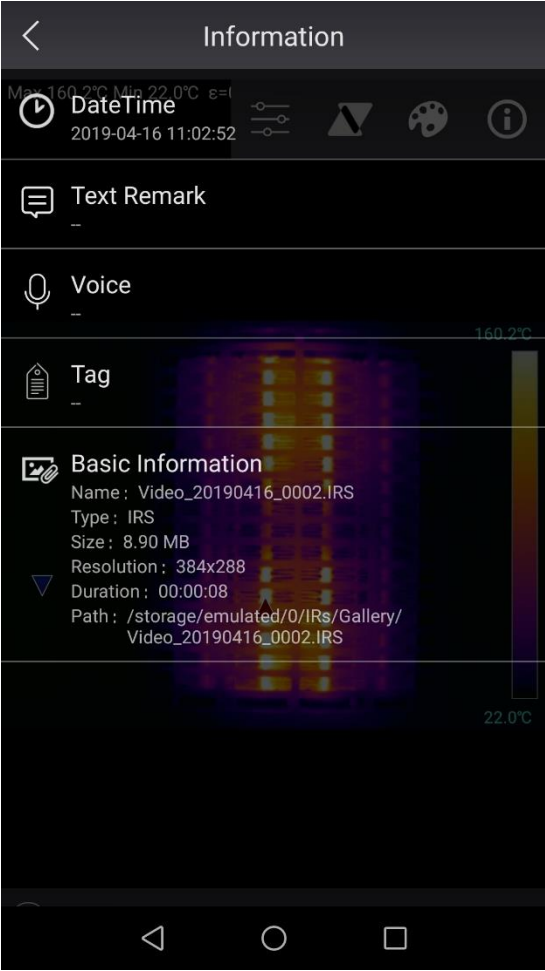 Information
Max 160.2℃ Min 22.0℃ ε=
DateTime
2019-04-16 11:02:52
Text Remark
--
Voice
--
160.2℃
Tag
--
Basic Information
Name : Video_20190416_0002.IRS
Type : IRS
Size : 8.90 MB
Resolution : 384x288
Duration : 00:00:08
Path : /storage/emulated/0/IRs/Gallery/
Video_20190416_0002.IRS
22.0℃